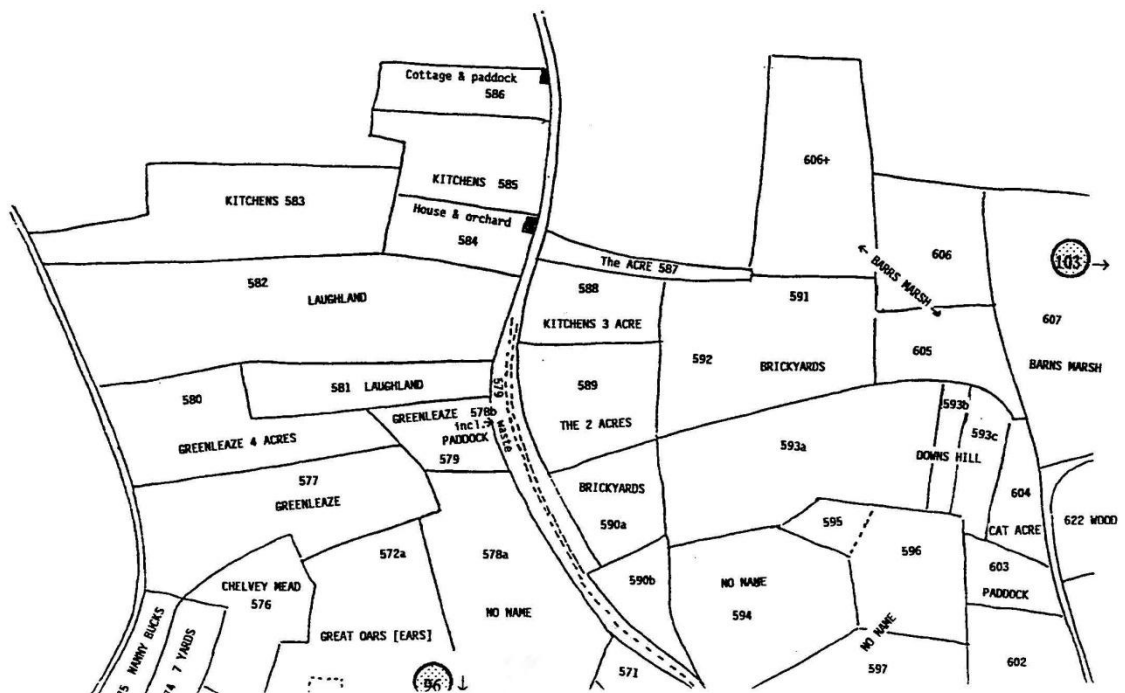 Cottage & paddock
586
606+
KITCHENS 585
KITCHENS 583
House & orchard
584
606
103 →
BARRS MARSH
The ACRE 587
582
LAUGHLAND
588
KITCHENS 3 ACRE
591
607
592
BRICKYARDS
605
BARNS MARSH
579
waste
581 LAUGHLAND
580
589
THE 2 ACRES
593b
GREENLEAZE 578b
incl.
PADDOCK
579
GREENLEAZE 4 ACRES
593a
593c
DOWNS HILL
577
GREENLEAZE
BRICKYARDS
590a
604
CAT ACRE
622 WOOD
595
596
572a
578a
590b
NO NAME
594
603
PADDOCK
CHELVEY MEAD
576
NO NAME
GREAT OARS [EARS]
NO NAME
597
602
571
NANNY BUCKS
7 YARDS
96 ↓